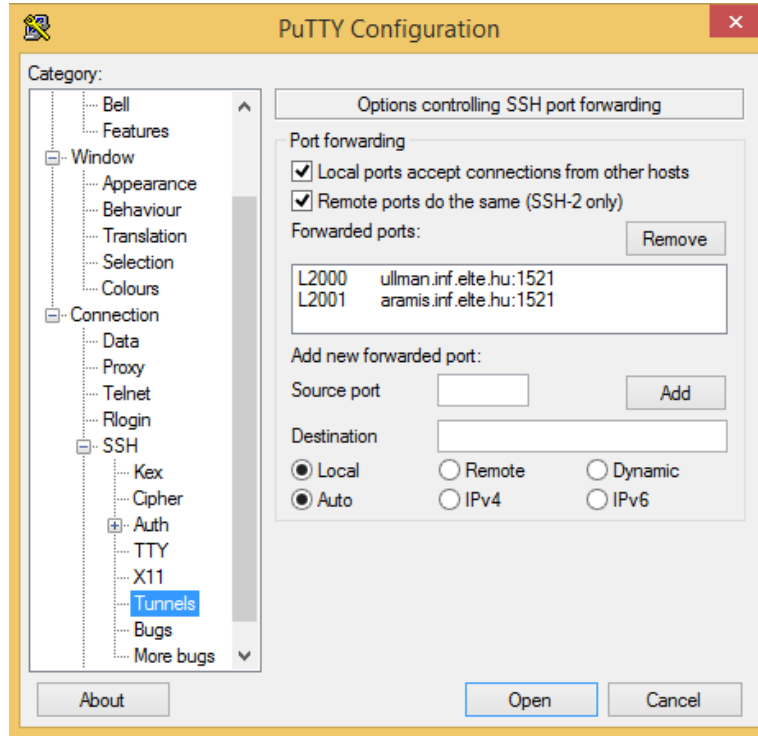 PuTTY Configuration
Category:
Bell
Features
Window
Appearance
Behaviour
Translation
Selection
Colours
Connection
Data
Proxy
Telnet
Rlogin
SSH
Kex
Cipher
Auth
TTY
X11
Tunnels
Bugs
More bugs
Options controlling SSH port forwarding
Port forwarding
Local ports accept connections from other hosts
Remote ports do the same (SSH-2 only)
Forwarded ports:
Remove
L2000 ullman.inf.elte.hu:1521
L2001 aramis.inf.elte.hu:1521
Add new forwarded port:
Source port
Add
Destination
Local Remote Dynamic
Auto IPv4 IPv6
About
Open
Cancel